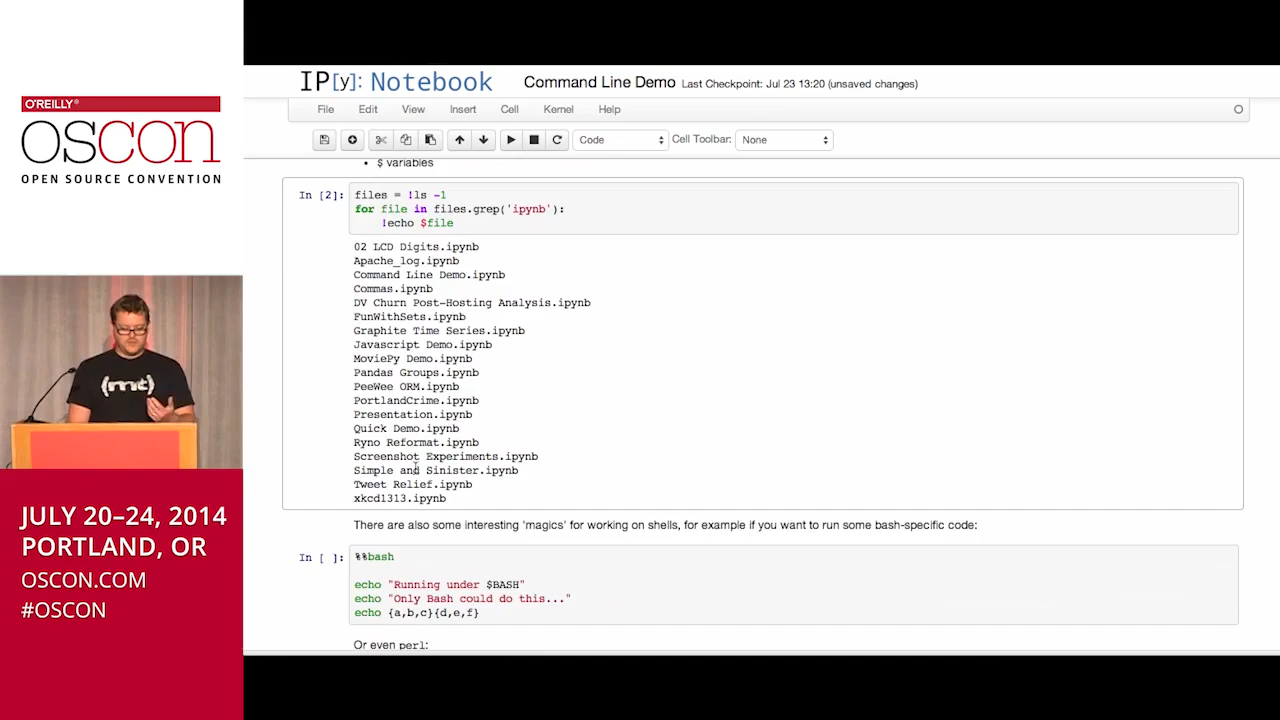 O'REILLY®
OSCON
OPEN SOURCE CONVENTION
{mt}
JULY 20–24, 2014
PORTLAND, OR
OSCON.COM
#OSCON
IP[y]: Notebook
Command Line Demo Last Checkpoint: Jul 23 13:20 (unsaved changes)
File Edit View Insert Cell Kernel Help
Code Cell Toolbar: None
• $ variables
In [2]: files = !ls -1
for file in files.grep('ipynb'):
    !echo $file
02 LCD Digits.ipynb
Apache_log.ipynb
Command Line Demo.ipynb
Commas.ipynb
DV Churn Post-Hosting Analysis.ipynb
FunWithSets.ipynb
Graphite Time Series.ipynb
Javascript Demo.ipynb
MoviePy Demo.ipynb
Pandas Groups.ipynb
PeeWee ORM.ipynb
PortlandCrime.ipynb
Presentation.ipynb
Quick Demo.ipynb
Ryno Reformat.ipynb
Screenshot Experiments.ipynb
Simple and Sinister.ipynb
Tweet Relief.ipynb
xkcd1313.ipynb
There are also some interesting 'magics' for working on shells, for example if you want to run some bash-specific code:
In [ ]: %%bash
echo "Running under $BASH"
echo "Only Bash could do this..."
echo {a,b,c}{d,e,f}
Or even perl: